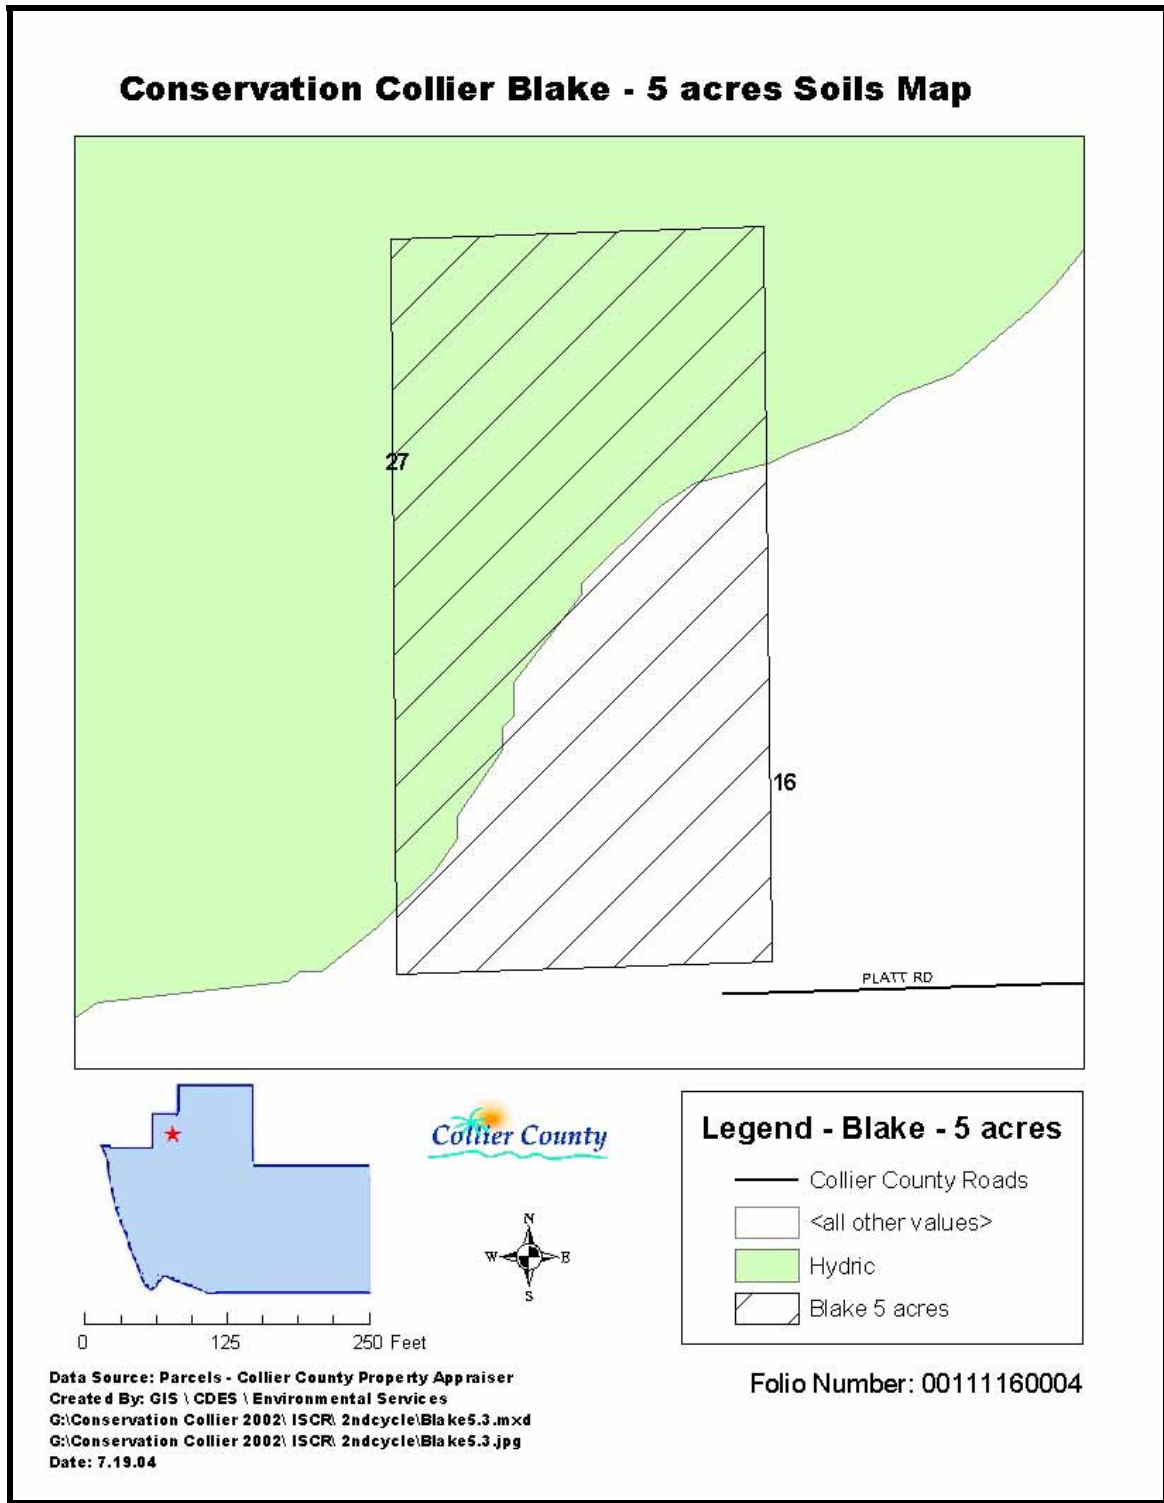 Conservation Collier Blake - 5 acres Soils Map
27
16
PLATT RD
Collier County
N
W E
S
0 125 250 Feet
Legend - Blake - 5 acres
Collier County Roads
<all other values>
Hydric
Blake 5 acres
Folio Number: 00111160004
Data Source: Parcels - Collier County Property Appraiser
Created By: GIS \ CDES \ Environmental Services
G:\Conservation Collier 2002\ ISCR\ 2ndcycle\Blake5.3.mxd
G:\Conservation Collier 2002\ ISCR\ 2ndcycle\Blake5.3.jpg
Date: 7.19.04